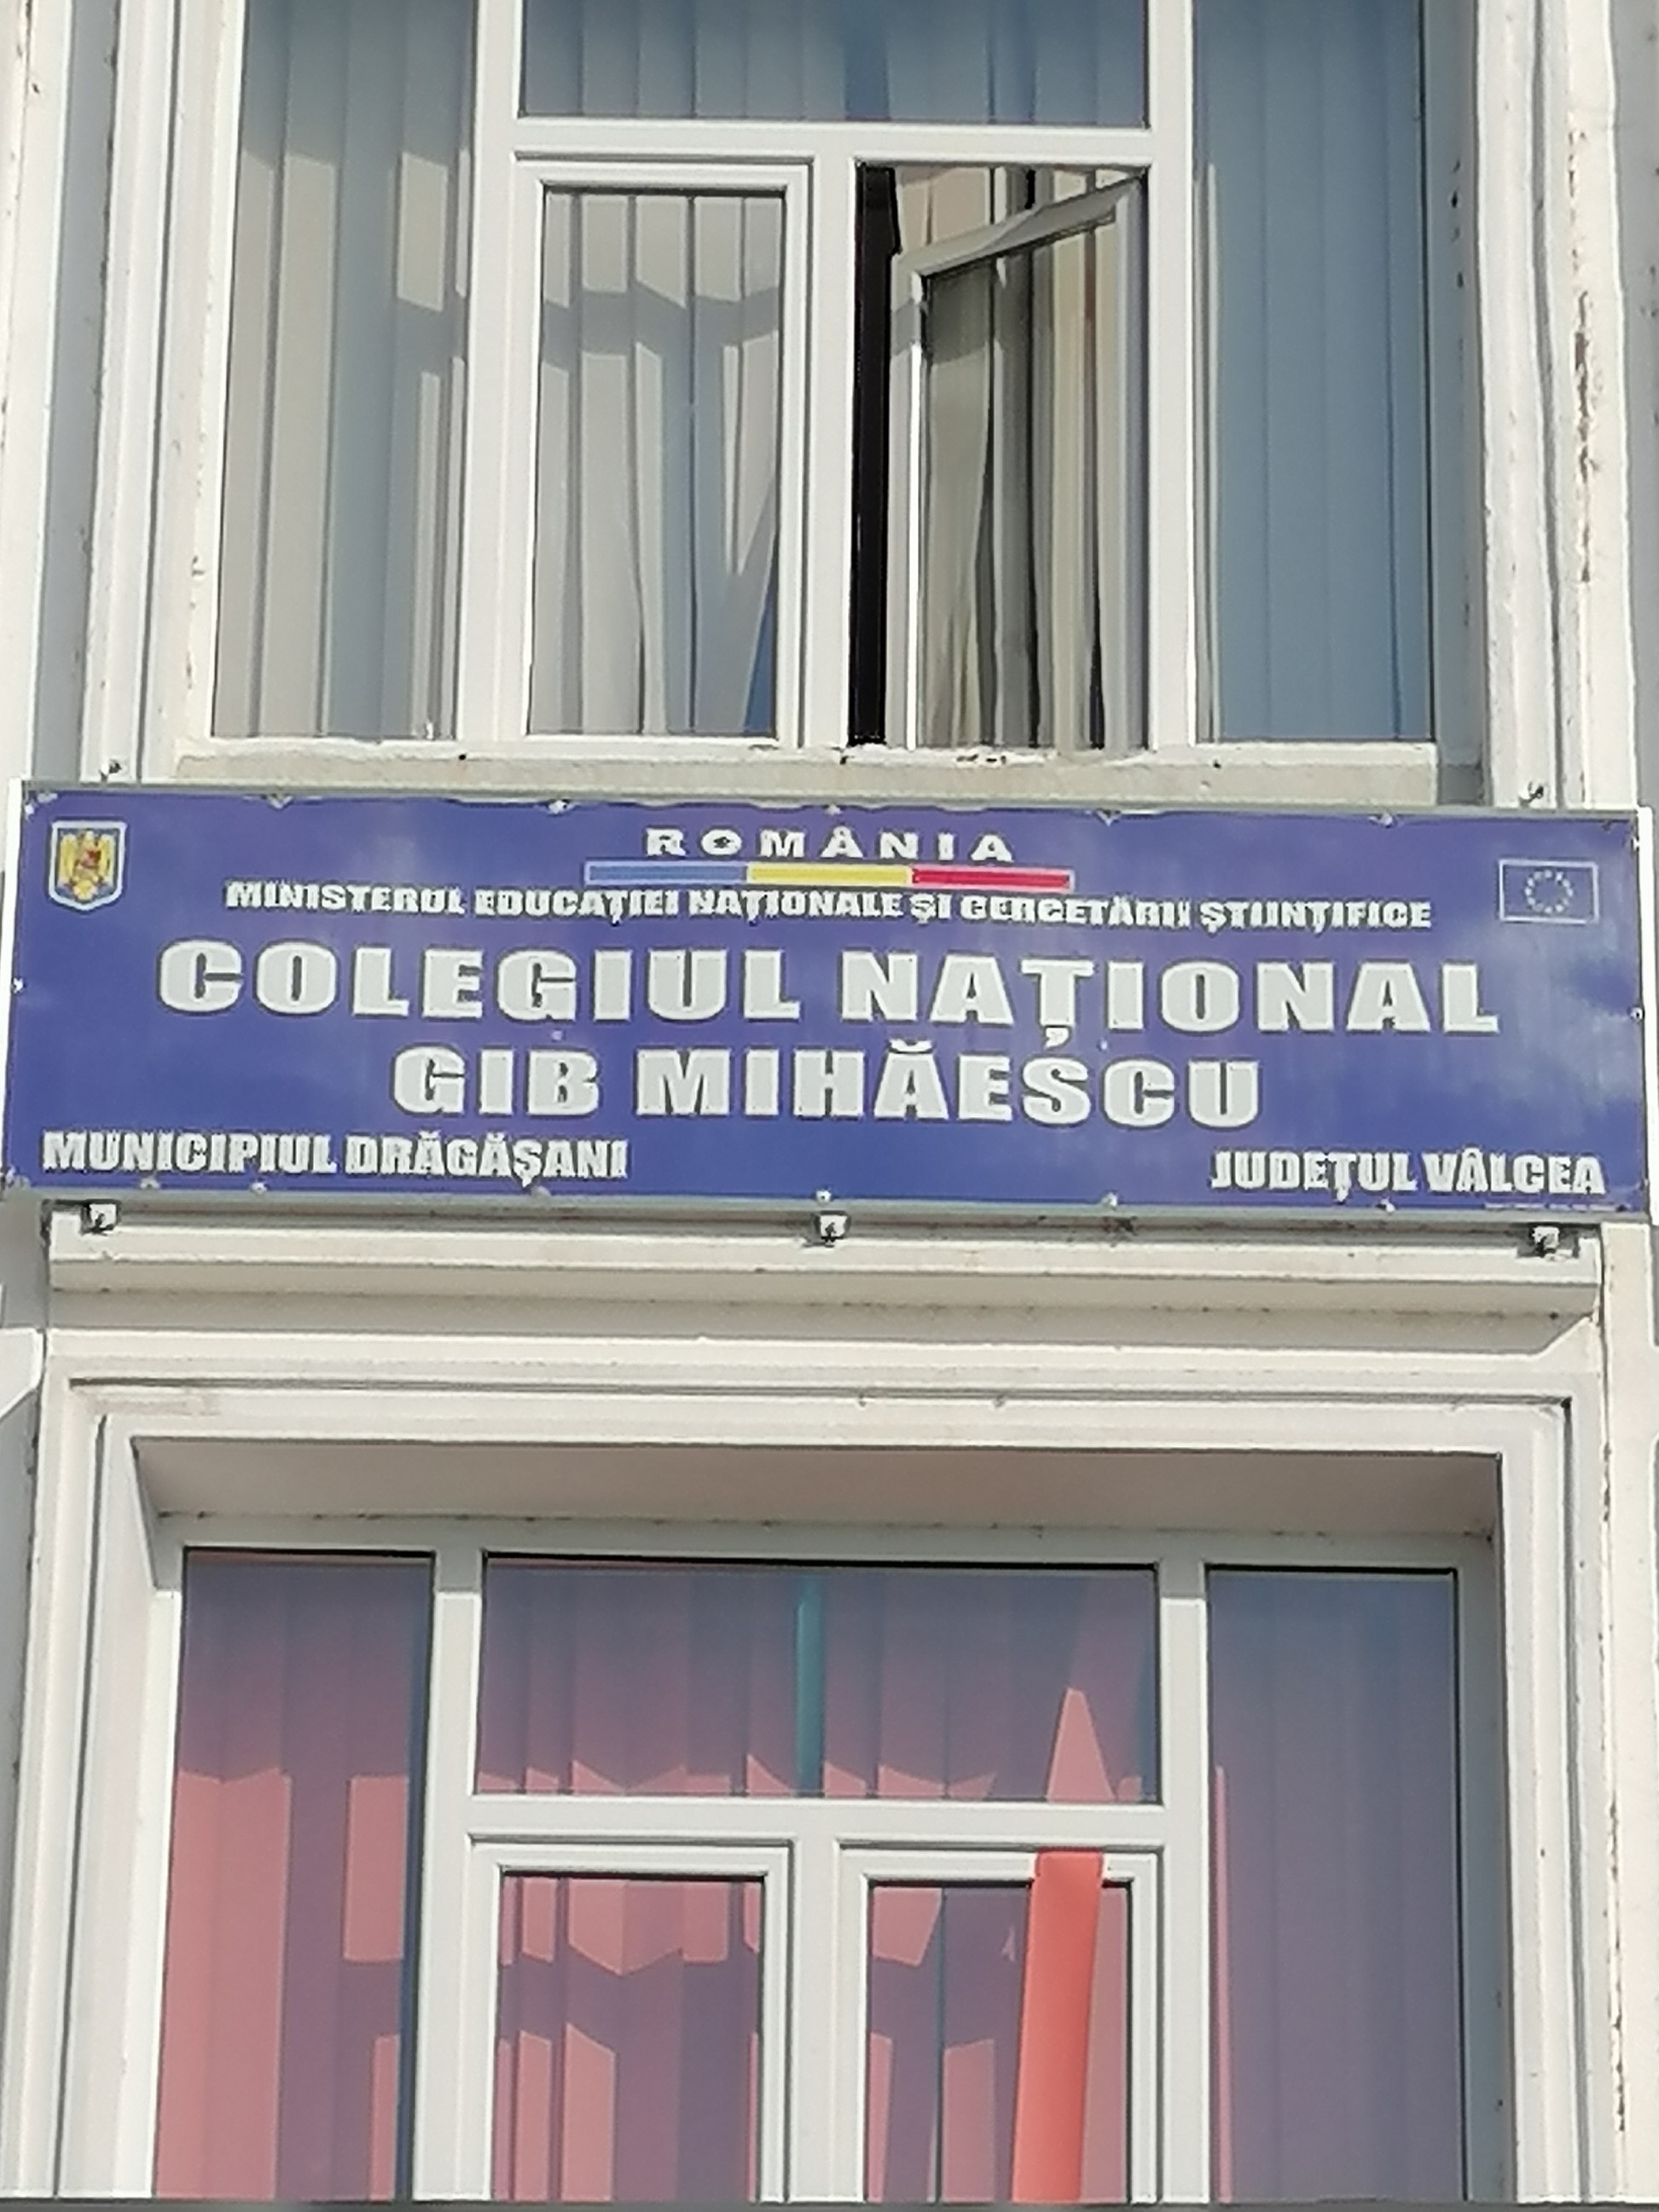 ROMÂNIA
MINISTERUL EDUCAȚIEI NAȚIONALE ȘI CERCETĂRII ȘTIINȚIFICE
COLEGIUL NAȚIONAL
GIB MIHĂESCU
MUNICIPIUL DRĂGĂȘANI
JUDEȚUL VÂLCEA